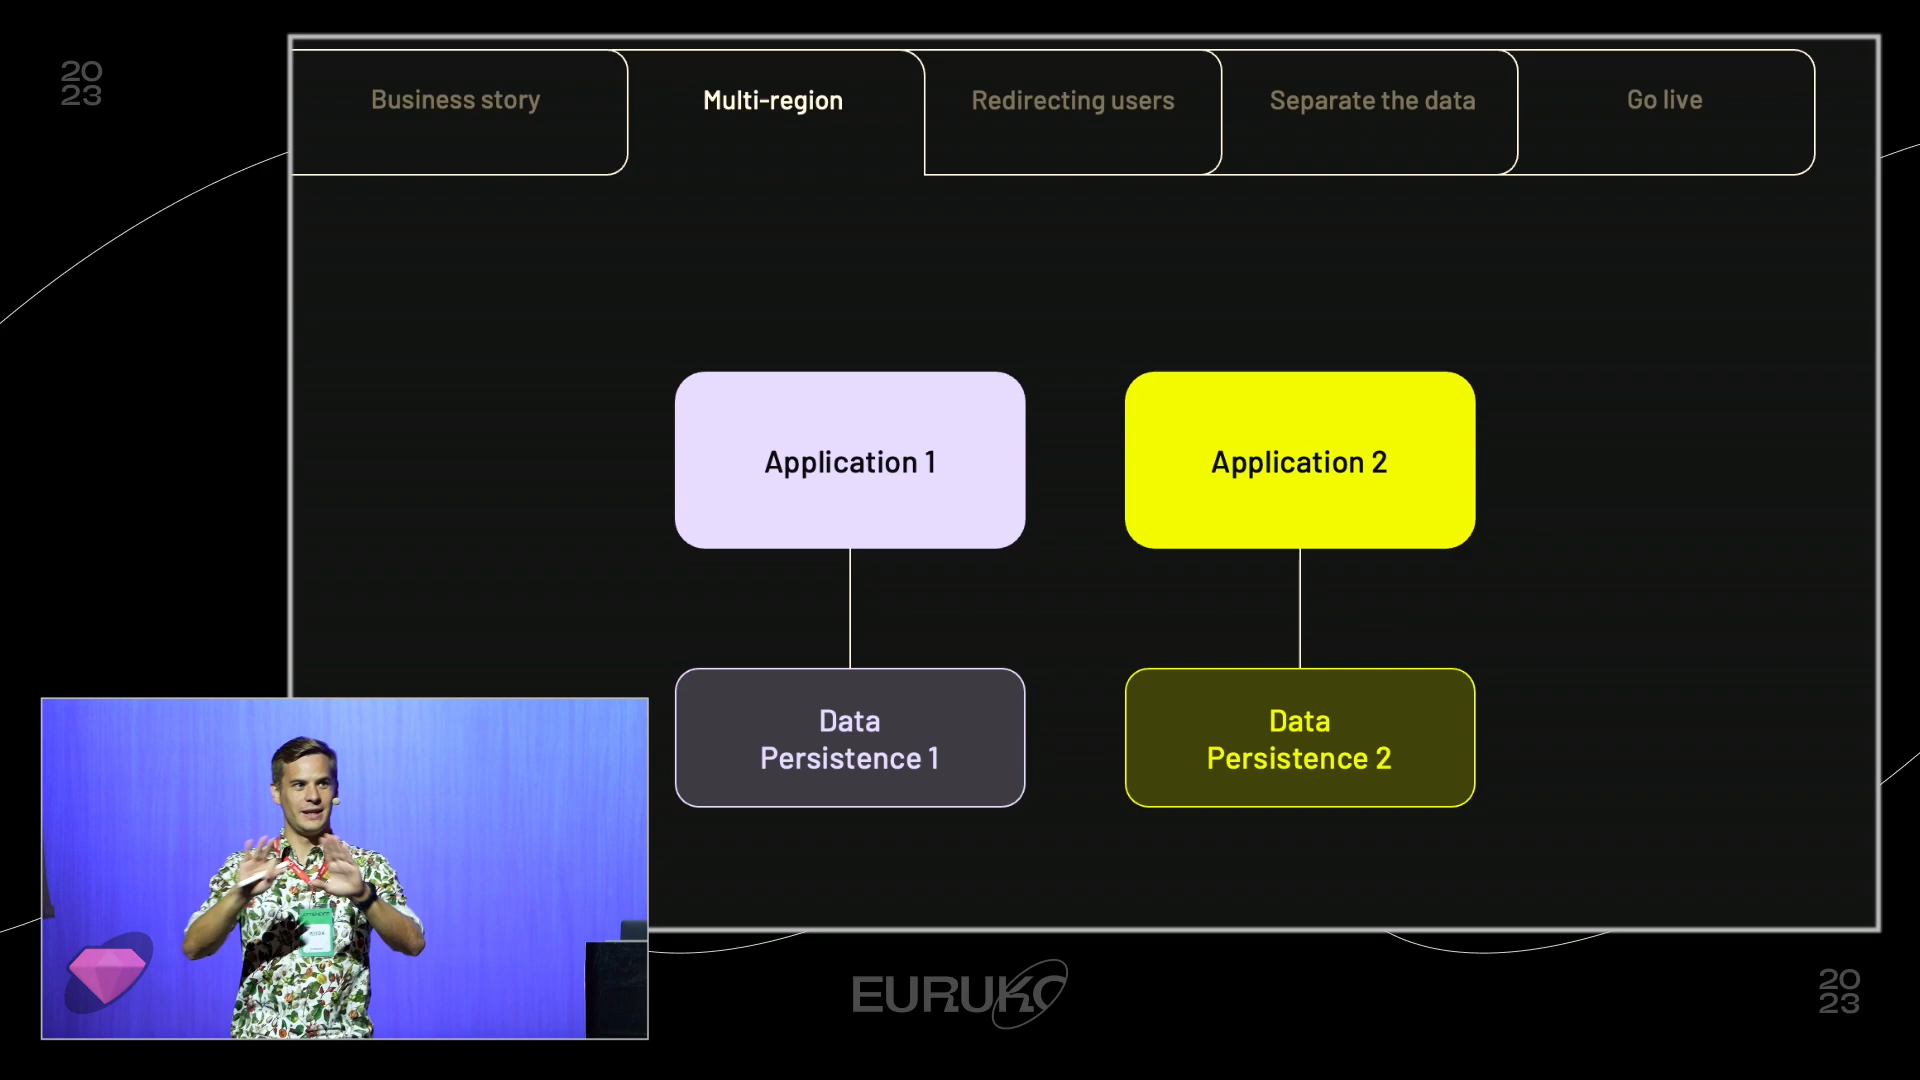 20
23
Business story
Multi-region
Redirecting users
Separate the data
Go live
Application 1
Application 2
Data
Persistence 1
Data
Persistence 2
EURUKO
20
23